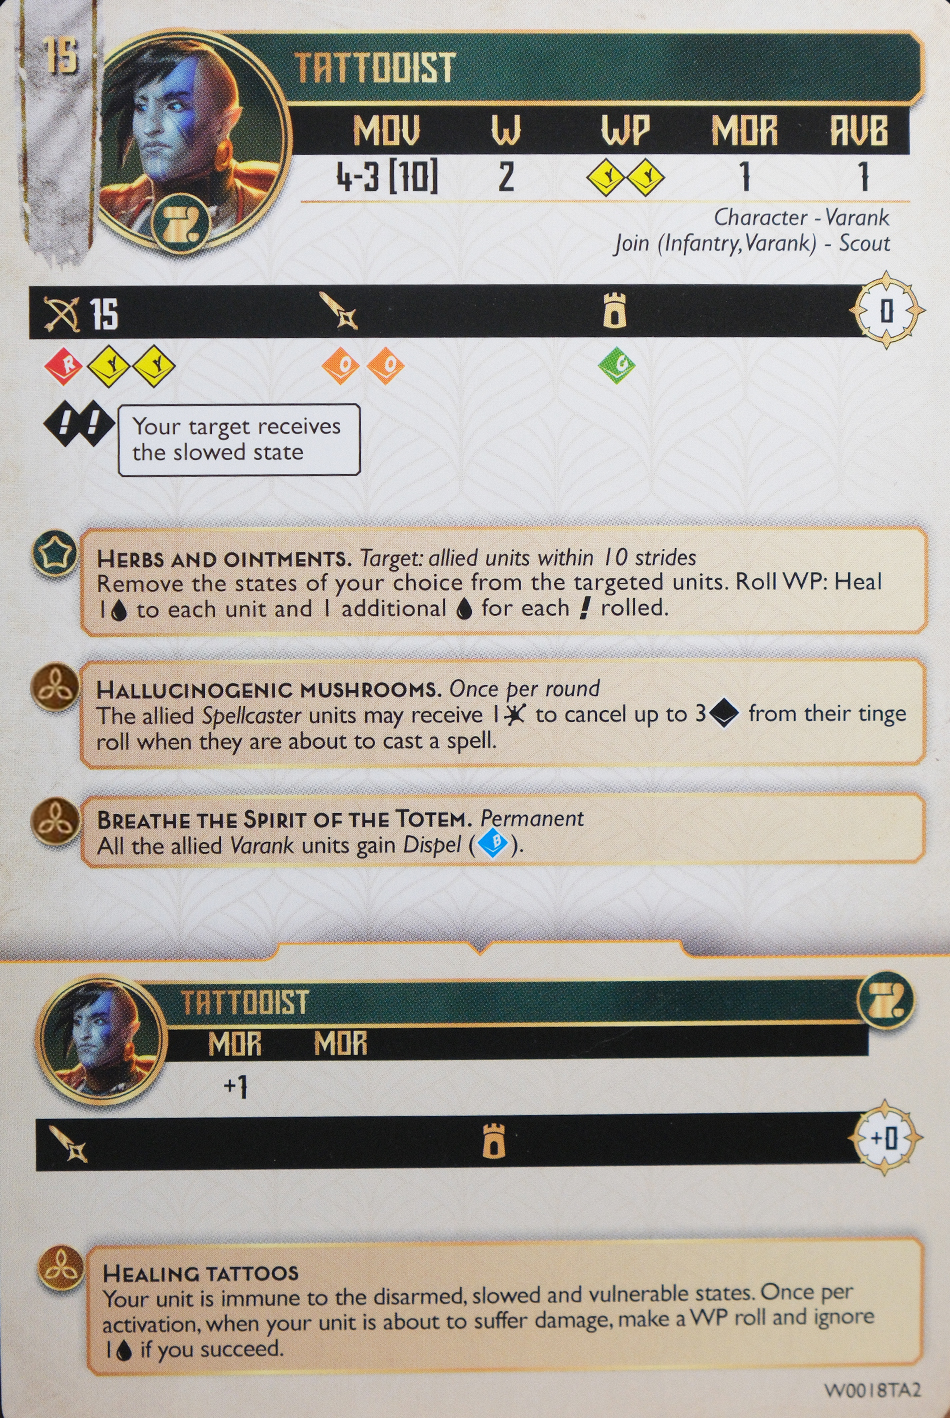 15
TATTOOIST
MOV W WP MOR AVB
4-3 [10] 2 Y Y 1 1
Character - Varank
Join (Infantry, Varank) - Scout
15 0
R Y Y O O G
! ! Your target receives
the slowed state
HERBS AND OINTMENTS. Target: allied units within 10 strides
Remove the states of your choice from the targeted units. Roll WP: Heal
1 to each unit and 1 additional for each ! rolled.
HALLUCINOGENIC MUSHROOMS. Once per round
The allied Spellcaster units may receive 1 to cancel up to 3 from their tinge
roll when they are about to cast a spell.
BREATHE THE SPIRIT OF THE TOTEM. Permanent
All the allied Varank units gain Dispel (B).
TATTOOIST
MOR MOR
+1
+0
HEALING TATTOOS
Your unit is immune to the disarmed, slowed and vulnerable states. Once per
activation, when your unit is about to suffer damage, make a WP roll and ignore
1 if you succeed.
W0018TA2